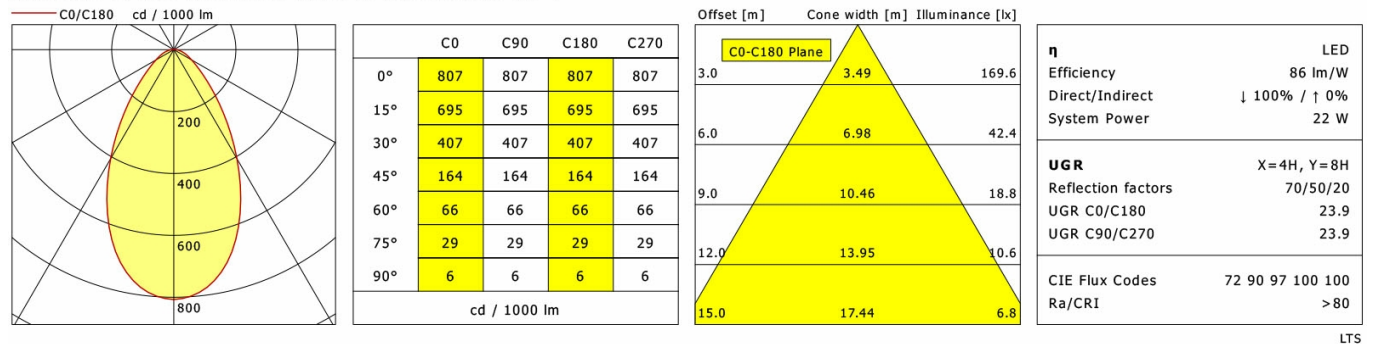 C0/C180 cd / 1000 lm
200
400
600
800
C0 C90 C180 C270
0° 807 807 807 807
15° 695 695 695 695
30° 407 407 407 407
45° 164 164 164 164
60° 66 66 66 66
75° 29 29 29 29
90° 6 6 6 6
cd / 1000 lm
Offset [m] Cone width [m] Illuminance [lx]
C0-C180 Plane
3.0 3.49 169.6
6.0 6.98 42.4
9.0 10.46 18.8
12.0 13.95 10.6
15.0 17.44 6.8
η LED
Efficiency 86 lm/W
Direct/Indirect ↓ 100% / ↑ 0%
System Power 22 W
UGR X=4H, Y=8H
Reflection factors 70/50/20
UGR C0/C180 23.9
UGR C90/C270 23.9
CIE Flux Codes 72 90 97 100 100
Ra/CRI >80
LTS